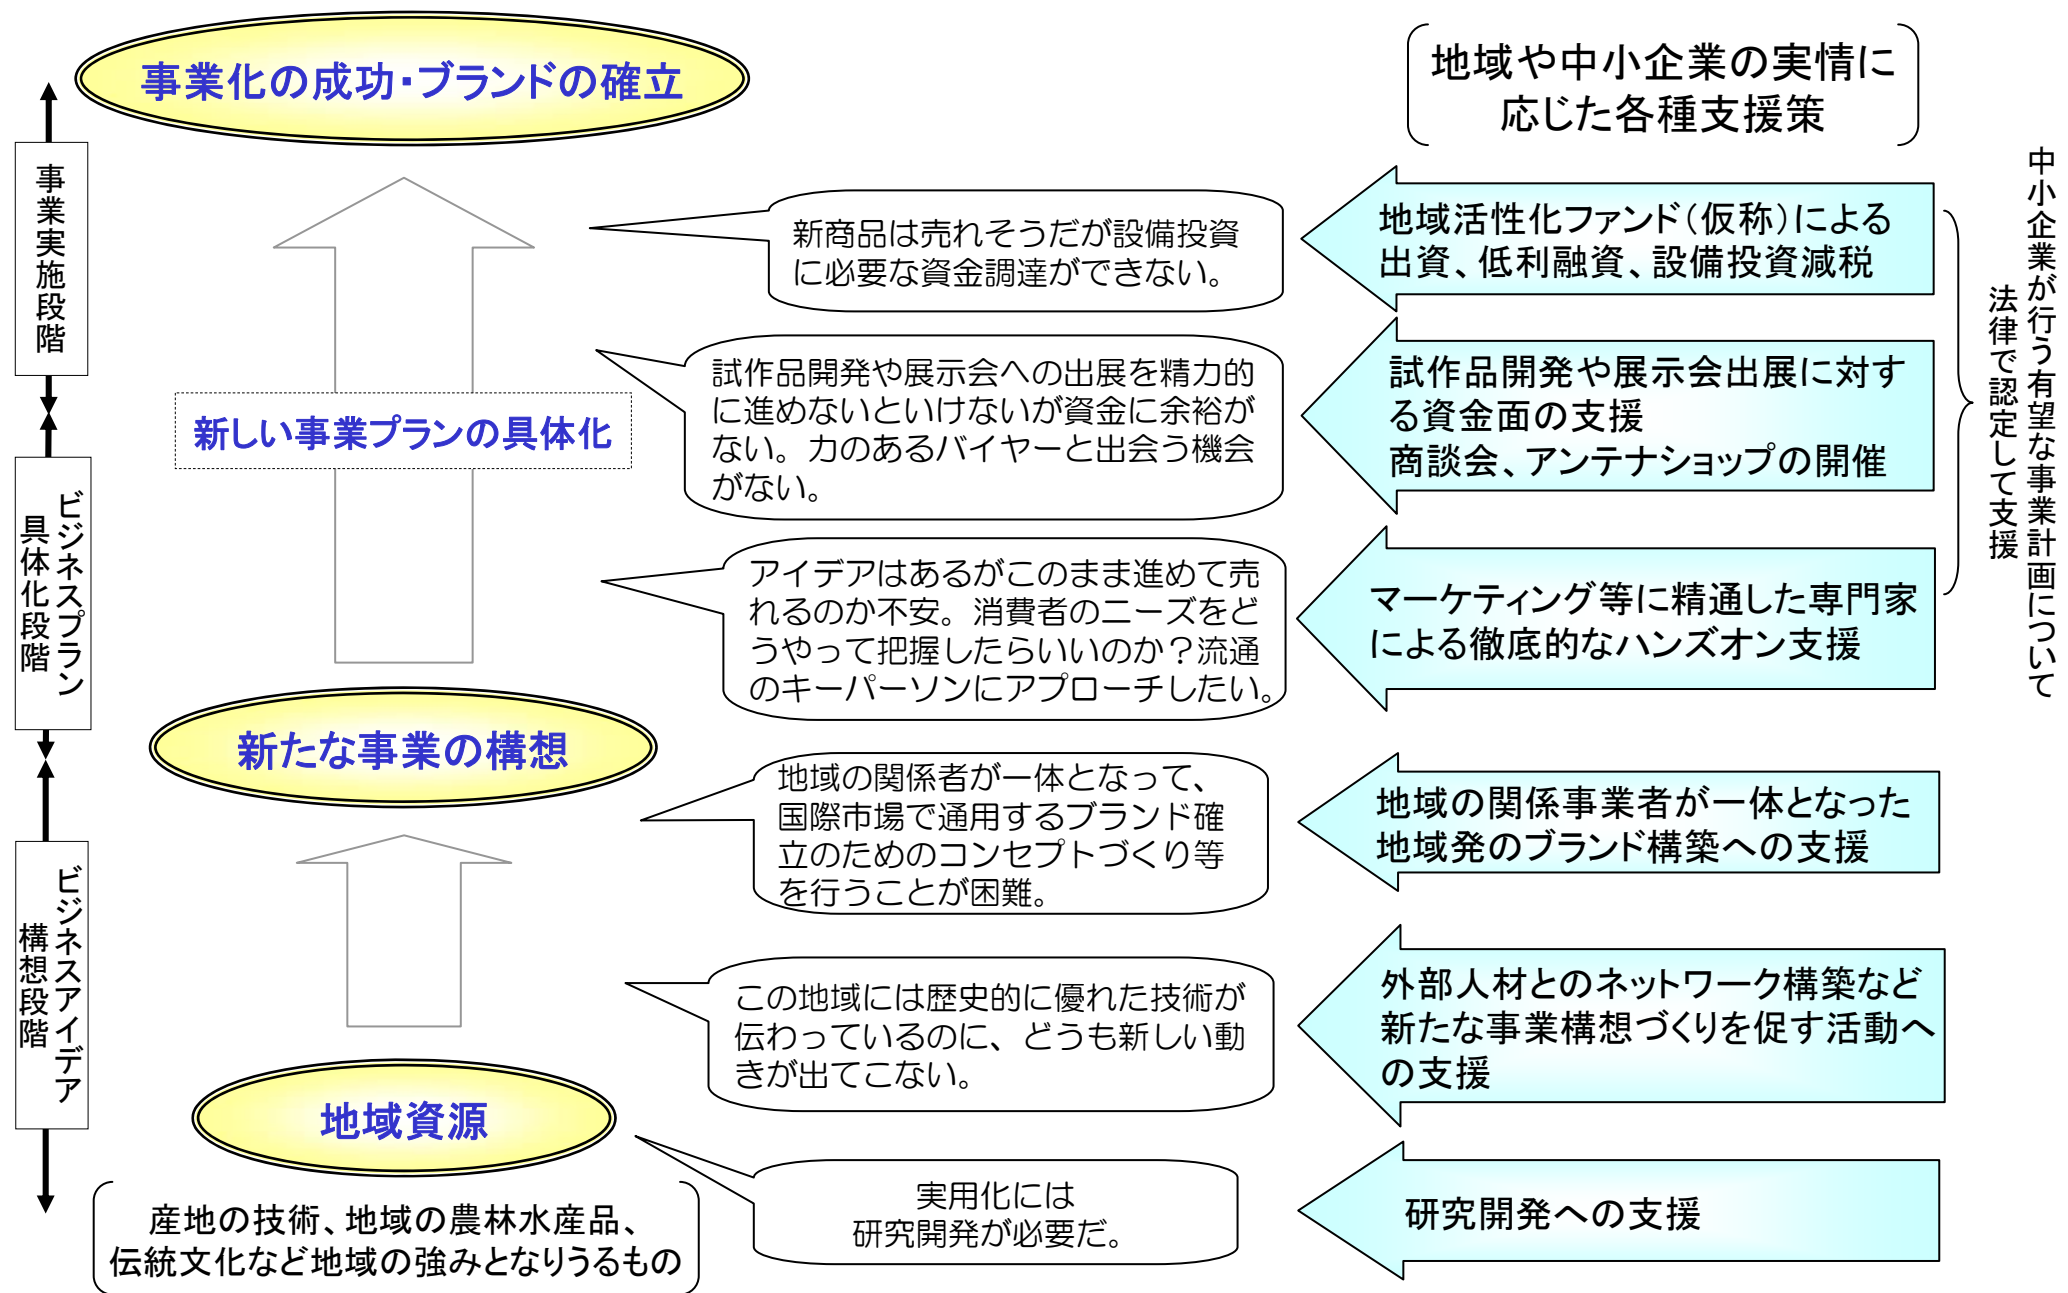 事業化の成功・ブランドの確立
地域や中小企業の実情に
応じた各種支援策
事業実施段階
新商品は売れそうだが設備投資
に必要な資金調達ができない。
地域活性化ファンド（仮称）による
出資、低利融資、設備投資減税
中小企業が行う有望な事業計画について
法律で認定して支援
試作品開発や展示会への出展を精力的
に進めないといけないが資金に余裕が
ない。力のあるバイヤーと出会う機会
がない。
試作品開発や展示会出展に対す
る資金面の支援
商談会、アンテナショップの開催
新しい事業プランの具体化
ビジネスプラン
具体化段階
アイデアはあるがこのまま進めて売
れるのか不安。消費者のニーズをど
うやって把握したらいいのか？流通
のキーパーソンにアプローチしたい。
マーケティング等に精通した専門家
による徹底的なハンズオン支援
新たな事業の構想
地域の関係者が一体となって、
国際市場で通用するブランド確
立のためのコンセプトづくり等
を行うことが困難。
地域の関係事業者が一体となった
地域発のブランド構築への支援
ビジネスアイデア
構想段階
この地域には歴史的に優れた技術が
伝わっているのに、どうも新しい動
きが出てこない。
外部人材とのネットワーク構築など
新たな事業構想づくりを促す活動へ
の支援
地域資源
産地の技術、地域の農林水産品、
伝統文化など地域の強みとなりうるもの
実用化には
研究開発が必要だ。
研究開発への支援